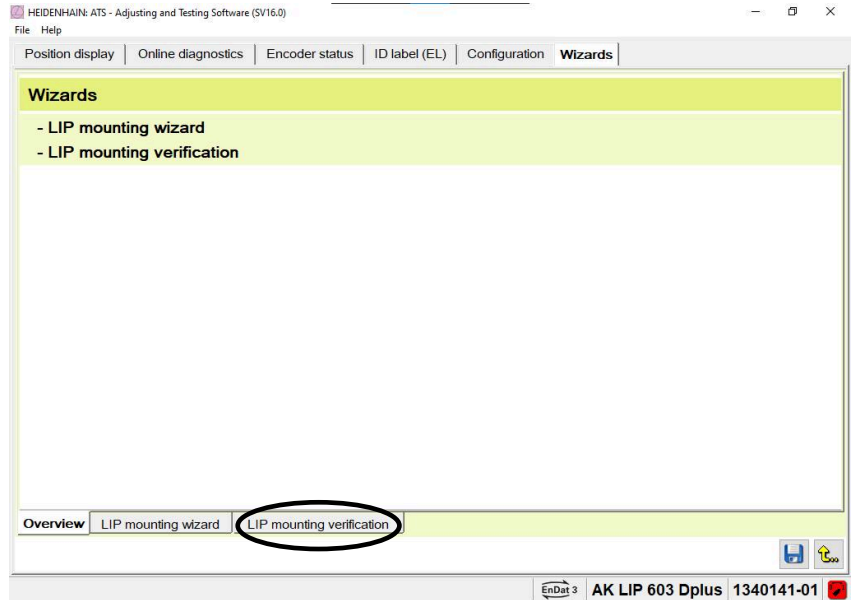 HEIDENHAIN: ATS - Adjusting and Testing Software (SV16.0)
File Help
Position display Online diagnostics Encoder status ID label (EL) Configuration Wizards
Wizards
- LIP mounting wizard
- LIP mounting verification
Overview LIP mounting wizard LIP mounting verification
EnDat 3 AK LIP 603 Dplus 1340141-01